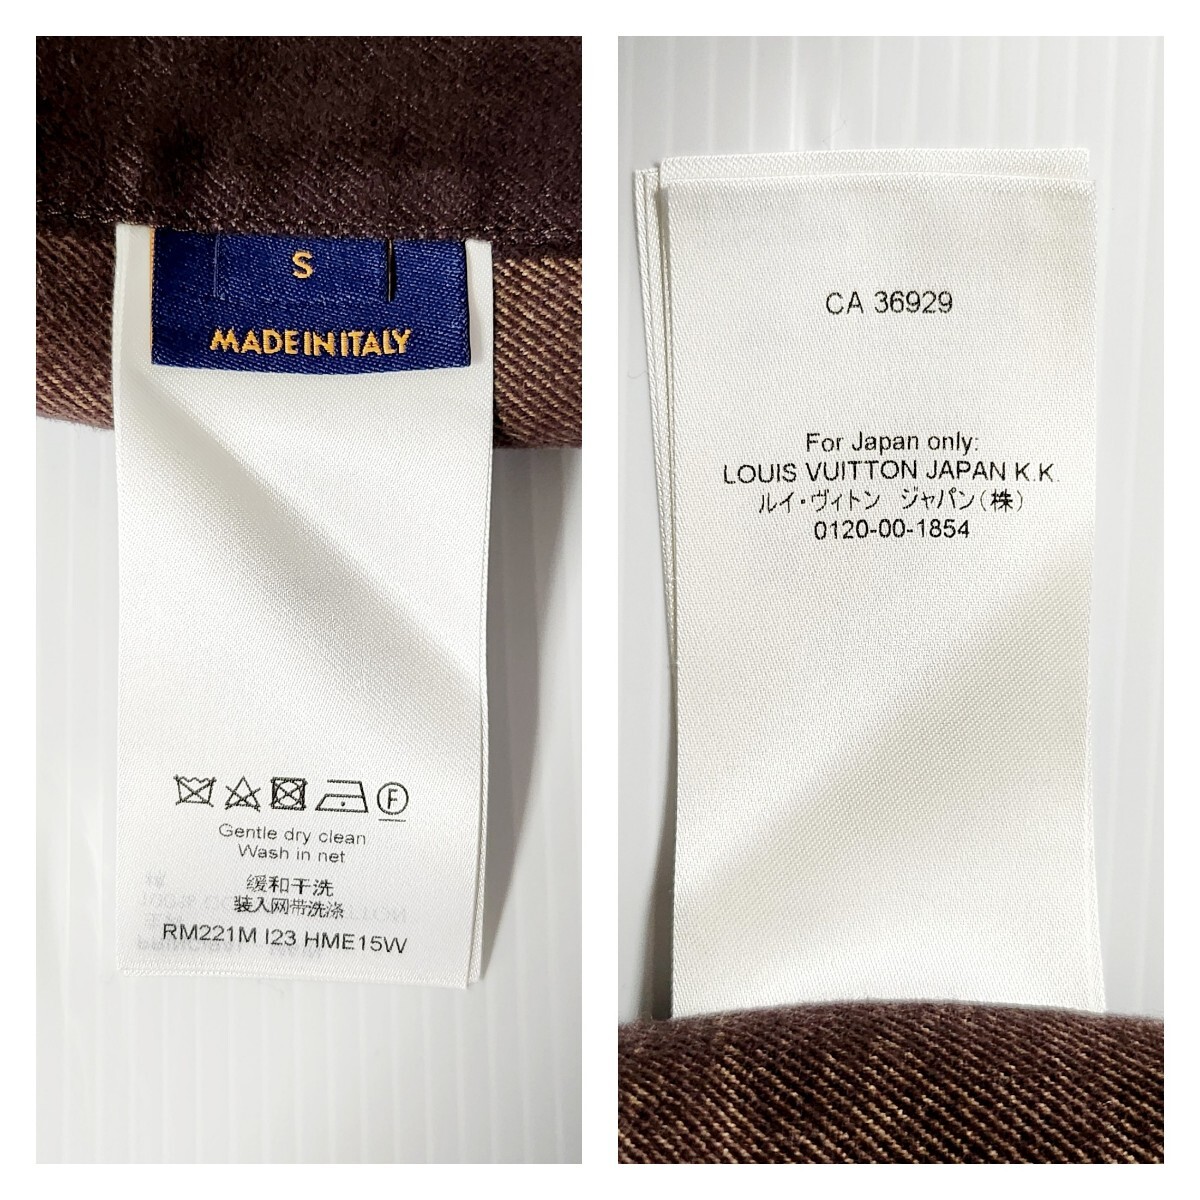 S
MADE IN ITALY
F
Gentle dry clean
Wash in net
缓和干洗
装入网带洗涤
RM221M I23 HME15W
CA 36929
For Japan only:
LOUIS VUITTON JAPAN K.K.
ルイ・ヴィトン ジャパン(株)
0120-00-1854